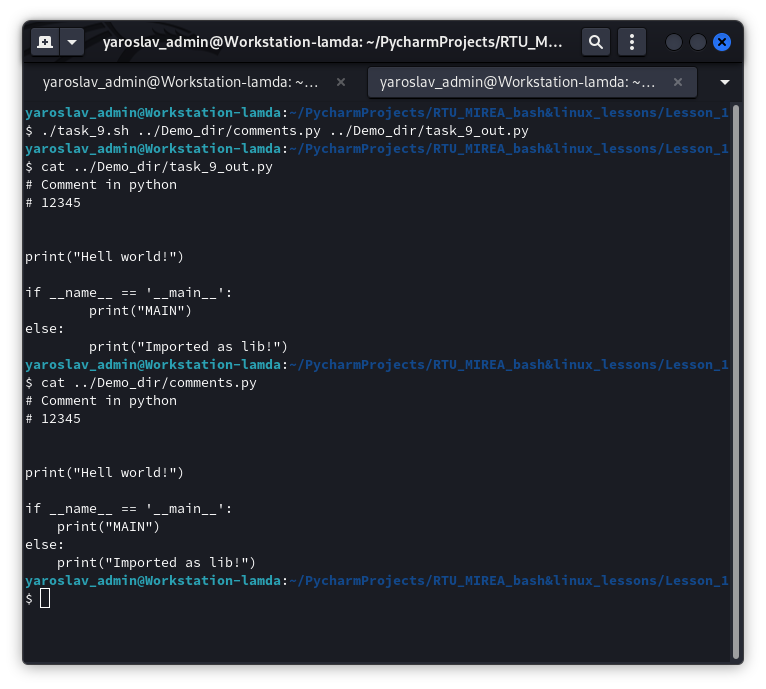 yaroslav_admin@Workstation-lamda: ~/PycharmProjects/RTU_M...
yaroslav_admin@Workstation-lamda: ~... × yaroslav_admin@Workstation-lamda: ~... ×
yaroslav_admin@Workstation-lamda:~/PycharmProjects/RTU_MIREA_bash&linux_lessons/Lesson_1
$ ./task_9.sh ../Demo_dir/comments.py ../Demo_dir/task_9_out.py
yaroslav_admin@Workstation-lamda:~/PycharmProjects/RTU_MIREA_bash&linux_lessons/Lesson_1
$ cat ../Demo_dir/task_9_out.py
# Comment in python
# 12345


print("Hell world!")

if __name__ == '__main__':
        print("MAIN")
else:
        print("Imported as lib!")
yaroslav_admin@Workstation-lamda:~/PycharmProjects/RTU_MIREA_bash&linux_lessons/Lesson_1
$ cat ../Demo_dir/comments.py
# Comment in python
# 12345


print("Hell world!")

if __name__ == '__main__':
    print("MAIN")
else:
    print("Imported as lib!")
yaroslav_admin@Workstation-lamda:~/PycharmProjects/RTU_MIREA_bash&linux_lessons/Lesson_1
$